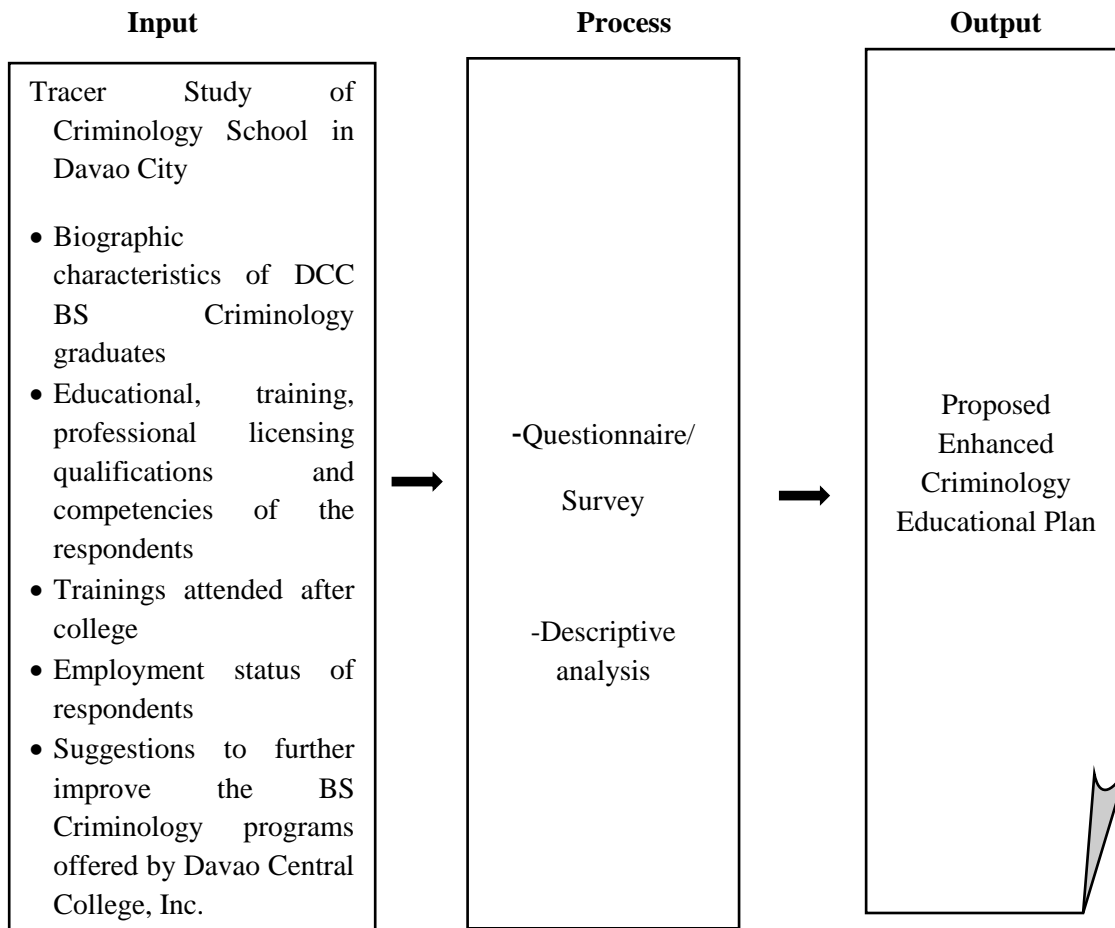 Input
Process
Output
Tracer Study of
Criminology School in
Davao City
• Biographic
characteristics of DCC
BS Criminology
graduates
• Educational, training,
professional licensing
qualifications and
competencies of the
respondents
• Trainings attended after
college
• Employment status of
respondents
• Suggestions to further
improve the BS
Criminology programs
offered by Davao Central
College, Inc.
-Questionnaire/
Survey
-Descriptive
analysis
Proposed
Enhanced
Criminology
Educational Plan